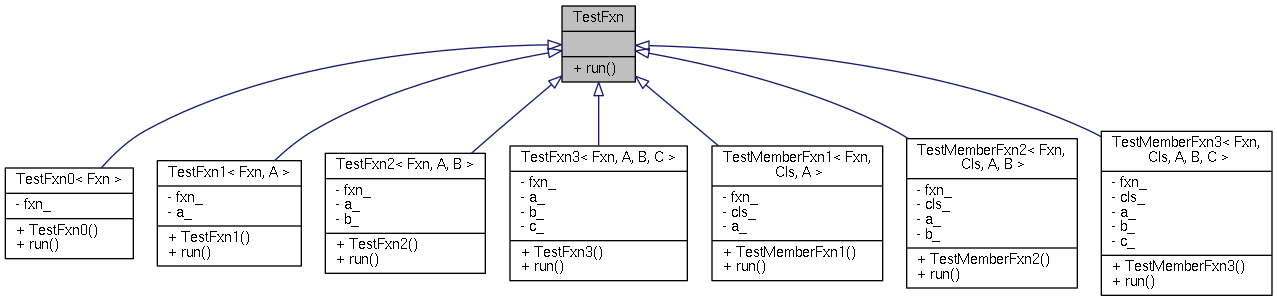 TestFxn
+ run()
TestFxn0< Fxn >
- fxn_
+ TestFxn0()
+ run()
TestFxn1< Fxn, A >
- fxn_
- a_
+ TestFxn1()
+ run()
TestFxn2< Fxn, A, B >
- fxn_
- a_
- b_
+ TestFxn2()
+ run()
TestFxn3< Fxn, A, B, C >
- fxn_
- a_
- b_
- c_
+ TestFxn3()
+ run()
TestMemberFxn1< Fxn,
Cls, A >
- fxn_
- cls_
- a_
+ TestMemberFxn1()
+ run()
TestMemberFxn2< Fxn,
Cls, A, B >
- fxn_
- cls_
- a_
- b_
+ TestMemberFxn2()
+ run()
TestMemberFxn3< Fxn,
Cls, A, B, C >
- fxn_
- cls_
- a_
- b_
- c_
+ TestMemberFxn3()
+ run()